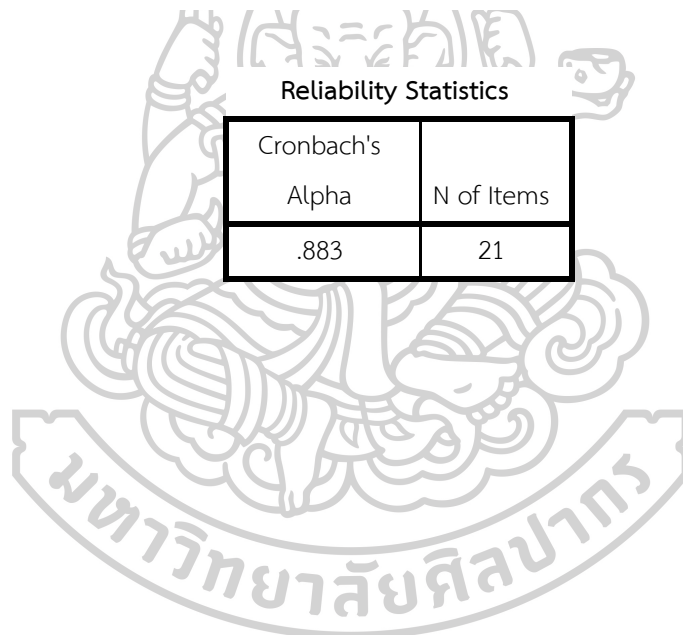 Reliability Statistics
Cronbach's
Alpha N of Items
.883 21
มหาวิทยาลัยศิลปากร